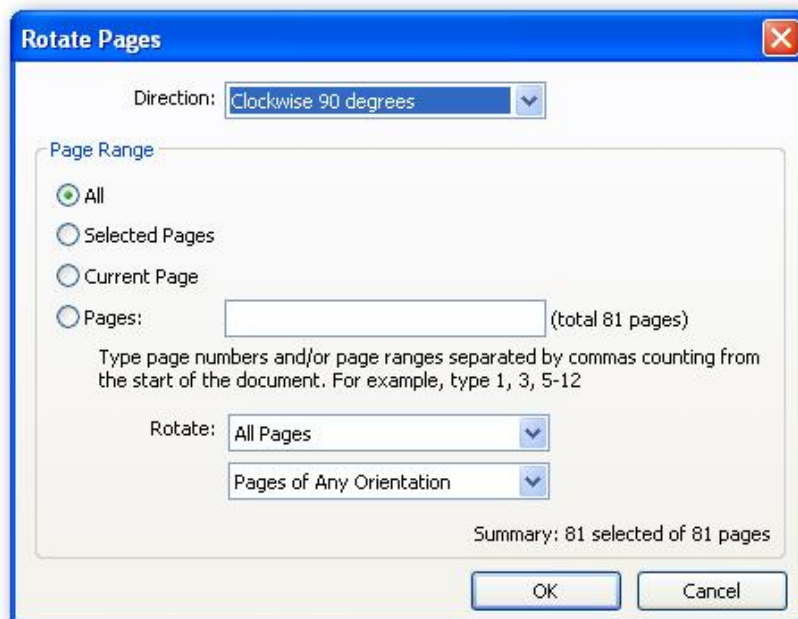 Rotate Pages
Direction: Clockwise 90 degrees
Page Range
All
Selected Pages
Current Page
Pages: (total 81 pages)
Type page numbers and/or page ranges separated by commas counting from
the start of the document. For example, type 1, 3, 5-12
Rotate: All Pages
Pages of Any Orientation
Summary: 81 selected of 81 pages
OK Cancel